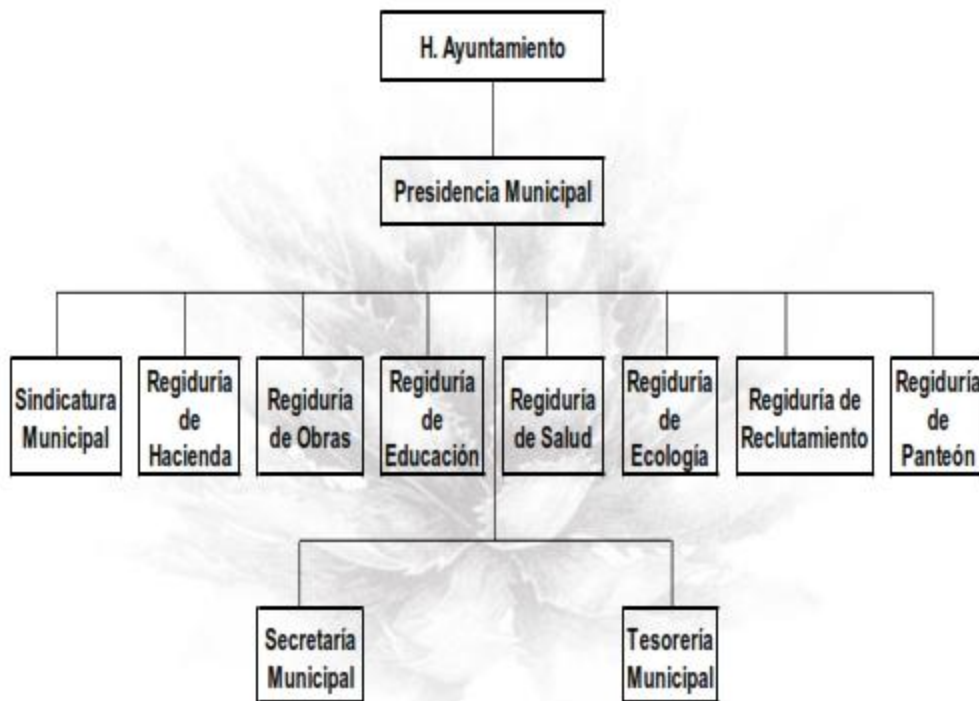 H. Ayuntamiento
Presidencia Municipal
Sindicatura
Municipal
Regiduría
de
Hacienda
Regiduría
de Obras
Regiduría
de
Educación
Regiduría
de Salud
Regiduría
de
Ecología
Regiduría de
Reclutamiento
Regiduría
de
Panteón
Secretaría
Municipal
Tesorería
Municipal